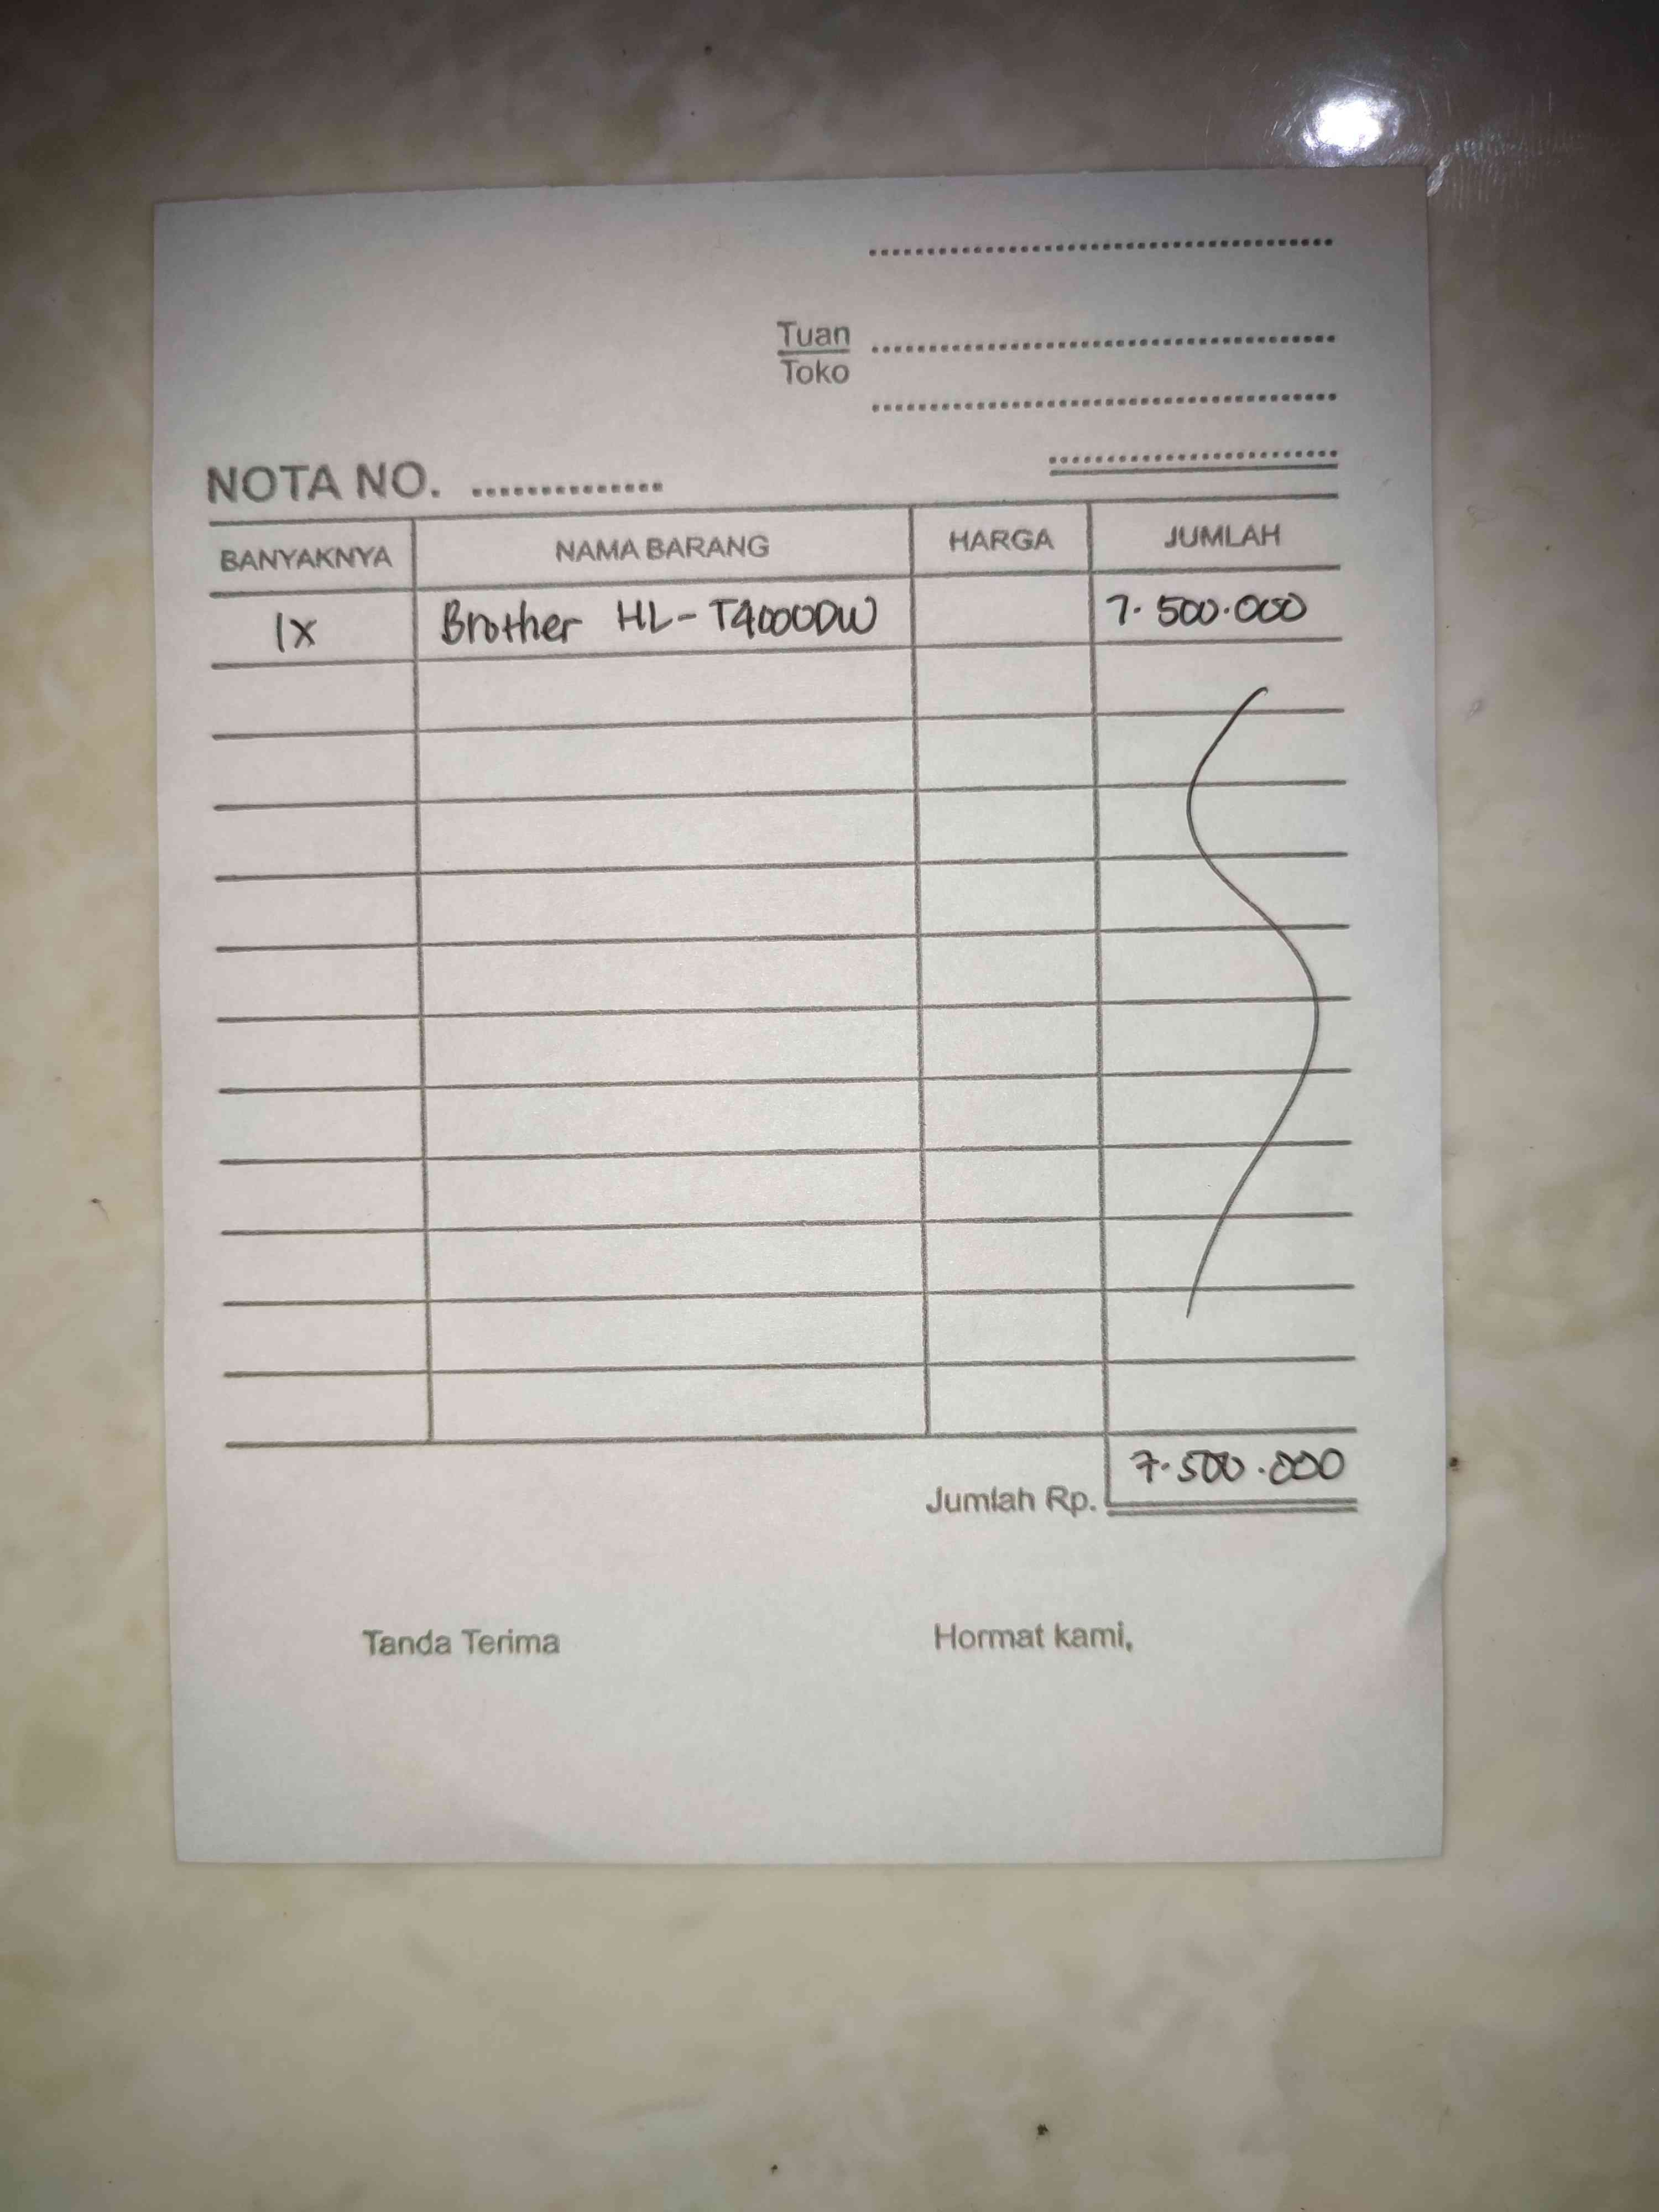 Tuan
Toko
NOTA NO.
BANYAKNYA NAMA BARANG HARGA JUMLAH
1X Brother HL-T4000DW 7.500.000
Jumlah Rp. 7.500.000
Tanda Terima Hormat kami,